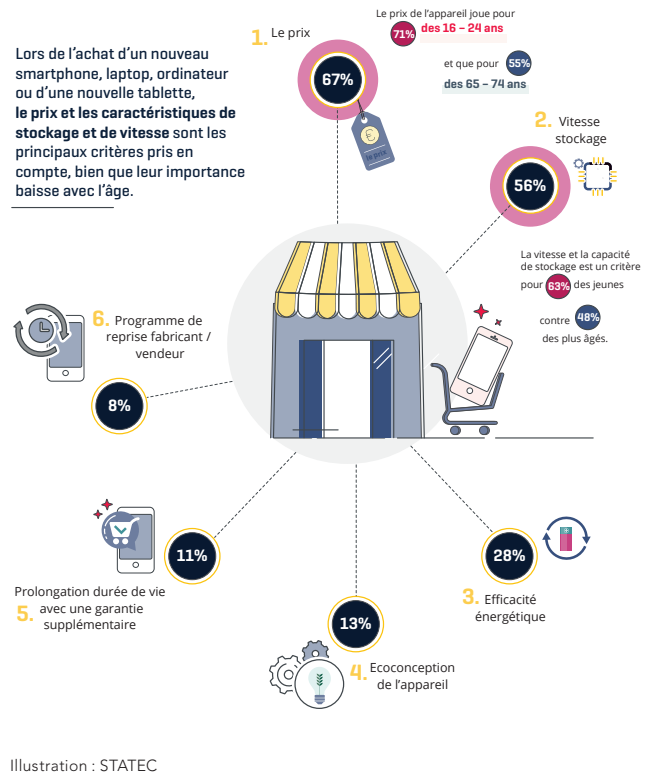 Lors de l'achat d'un nouveau
smartphone, laptop, ordinateur
ou d'une nouvelle tablette,
le prix et les caractéristiques de
stockage et de vitesse sont les
principaux critères pris en
compte, bien que leur importance
baisse avec l'âge.
1. Le prix
67%
le prix
Le prix de l'appareil joue pour
71% des 16 – 24 ans
et que pour 55%
des 65 – 74 ans
2. Vitesse
stockage
56%
La vitesse et la capacité
de stockage est un critère
pour 63% des jeunes
contre 48%
des plus âgés.
28%
3. Efficacité
énergétique
13%
4. Ecoconception
de l'appareil
11%
Prolongation durée de vie
5. avec une garantie
supplémentaire
6. Programme de
reprise fabricant /
vendeur
8%
Illustration : STATEC